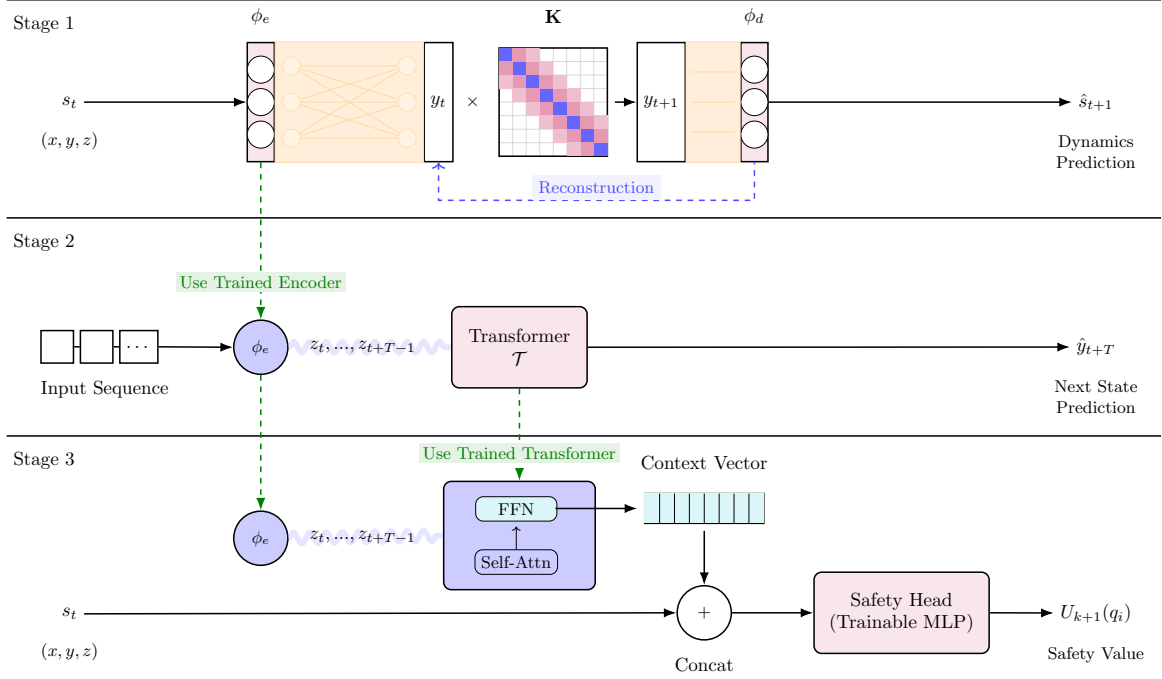 Stage 1
ϕ_e
K
ϕ_d
s_t
y_t
×
y_{t+1}
ŝ_{t+1}
(x, y, z)
Dynamics
Prediction
Reconstruction
Stage 2
Use Trained Encoder
ϕ_e
z_t, ..., z_{t+T−1}
Transformer
𝒯
ŷ_{t+T}
···
Input Sequence
Next State
Prediction
Stage 3
Use Trained Transformer
Context Vector
FFN
ϕ_e
z_t, ..., z_{t+T−1}
Self-Attn
s_t
+
Safety Head
(Trainable MLP)
U_{k+1}(q_i)
(x, y, z)
Concat
Safety Value